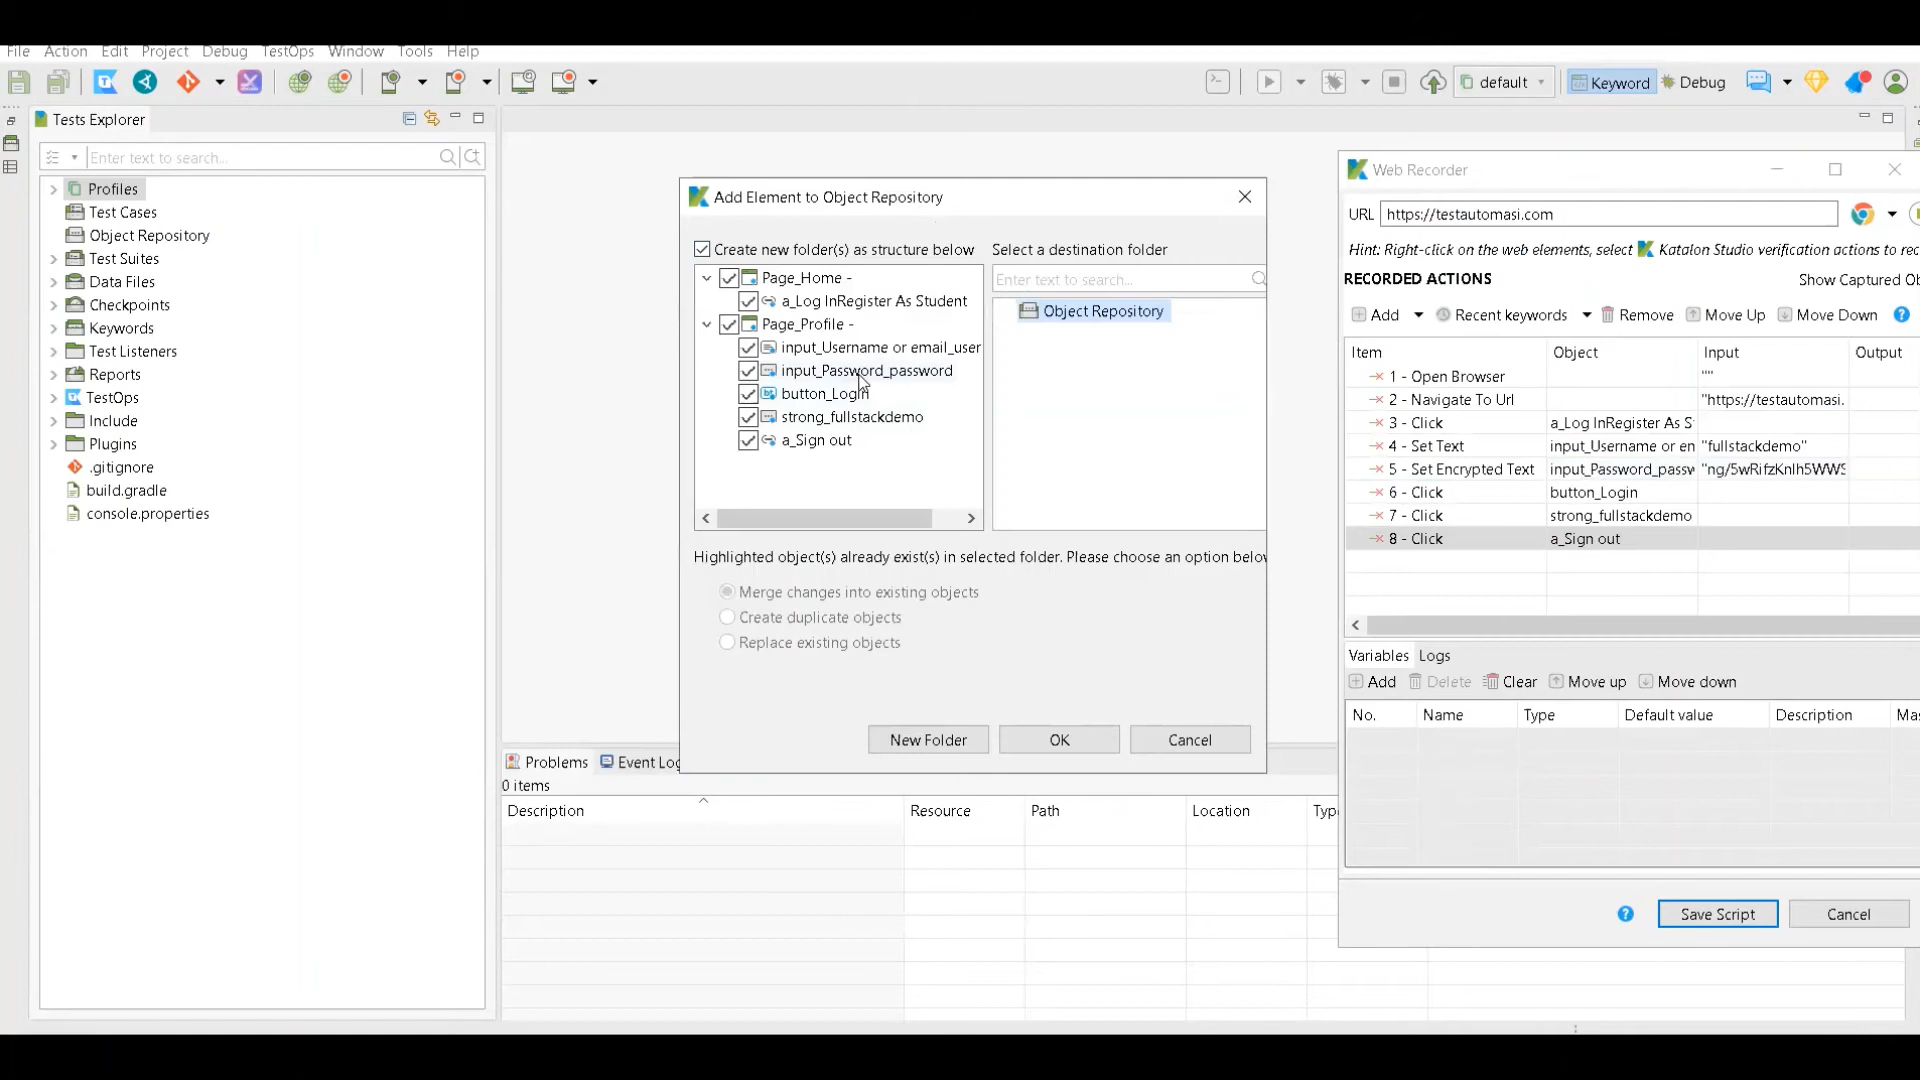 File Action Edit Project Debug TestOps Window Tools Help
default Keyword Debug
Tests Explorer
Enter text to search...
Profiles
Test Cases
Object Repository
Test Suites
Data Files
Checkpoints
Keywords
Test Listeners
Reports
TestOps
Include
Plugins
.gitignore
build.gradle
console.properties
Add Element to Object Repository
Create new folder(s) as structure below
Page_Home -
a_Log InRegister As Student
Page_Profile -
input_Username or email_user
input_Password_password
button_Login
strong_fullstackdemo
a_Sign out
Select a destination folder
Enter text to search...
Object Repository
Highlighted object(s) already exist(s) in selected folder. Please choose an option below
Merge changes into existing objects
Create duplicate objects
Replace existing objects
New Folder OK Cancel
Problems Event Log
0 items
Description Resource Path Location Typ
Web Recorder
URL https://testautomasi.com
Hint: Right-click on the web elements, select Katalon Studio verification actions to rec
RECORDED ACTIONS Show Captured Ob
Add Recent keywords Remove Move Up Move Down
Item Object Input Output
1 - Open Browser ""
2 - Navigate To Url "https://testautomasi.
3 - Click a_Log InRegister As S
4 - Set Text input_Username or en "fullstackdemo"
5 - Set Encrypted Text input_Password_passw
6 - Click button_Login
7 - Click strong_fullstackdemo
8 - Click a_Sign out
Variables Logs
Add Delete Clear Move up Move down
No. Name Type Default value Description Mas
Save Script Cancel